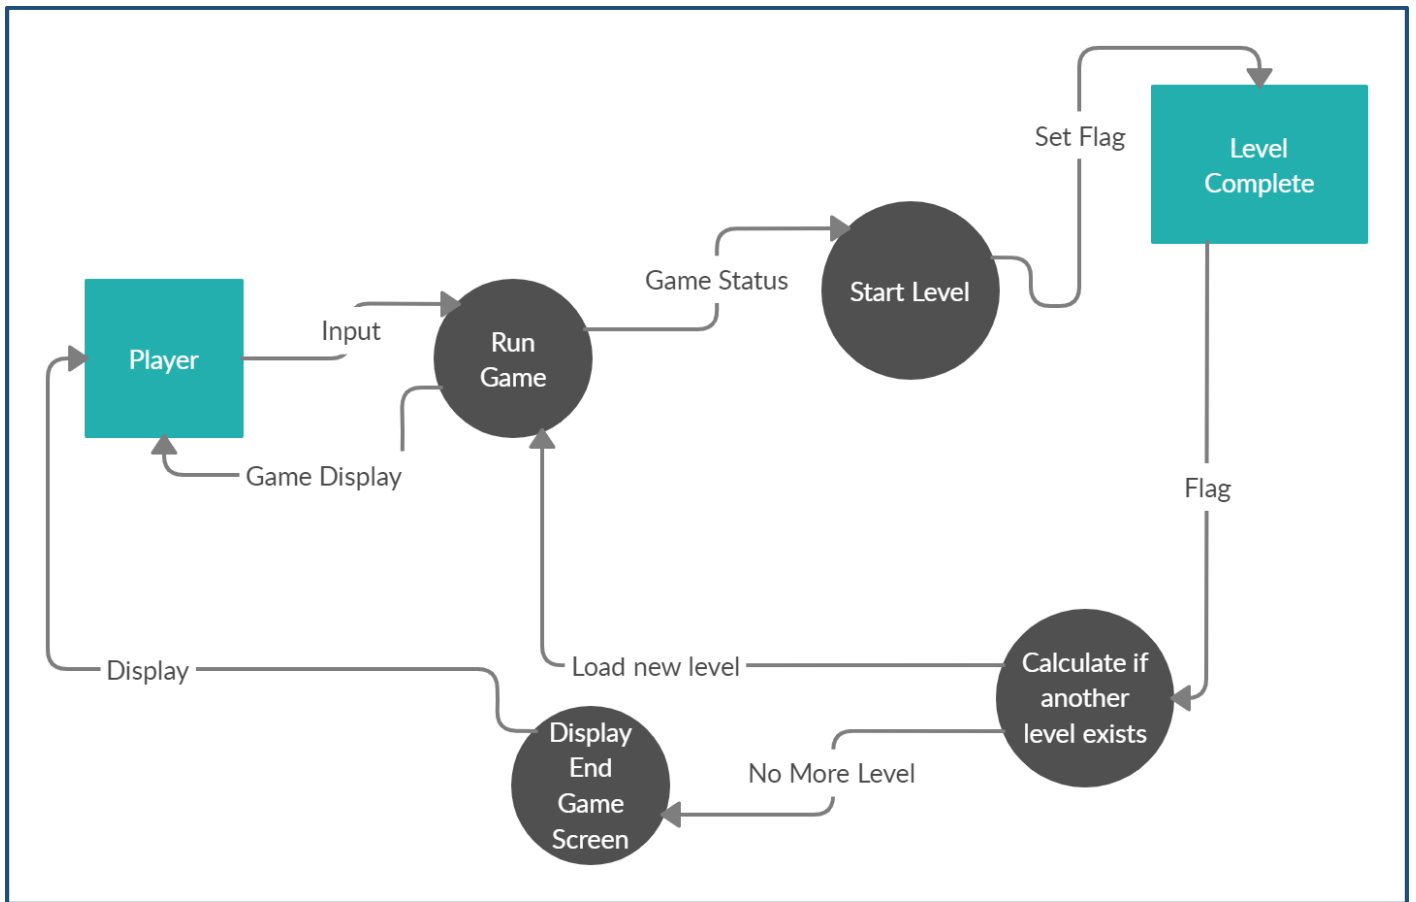 Set Flag
Level
Complete
Game Status
Start Level
Input
Run
Game
Player
Game Display
Flag
Load new level
Calculate if
another
level exists
Display
Display
End
Game
Screen
No More Level